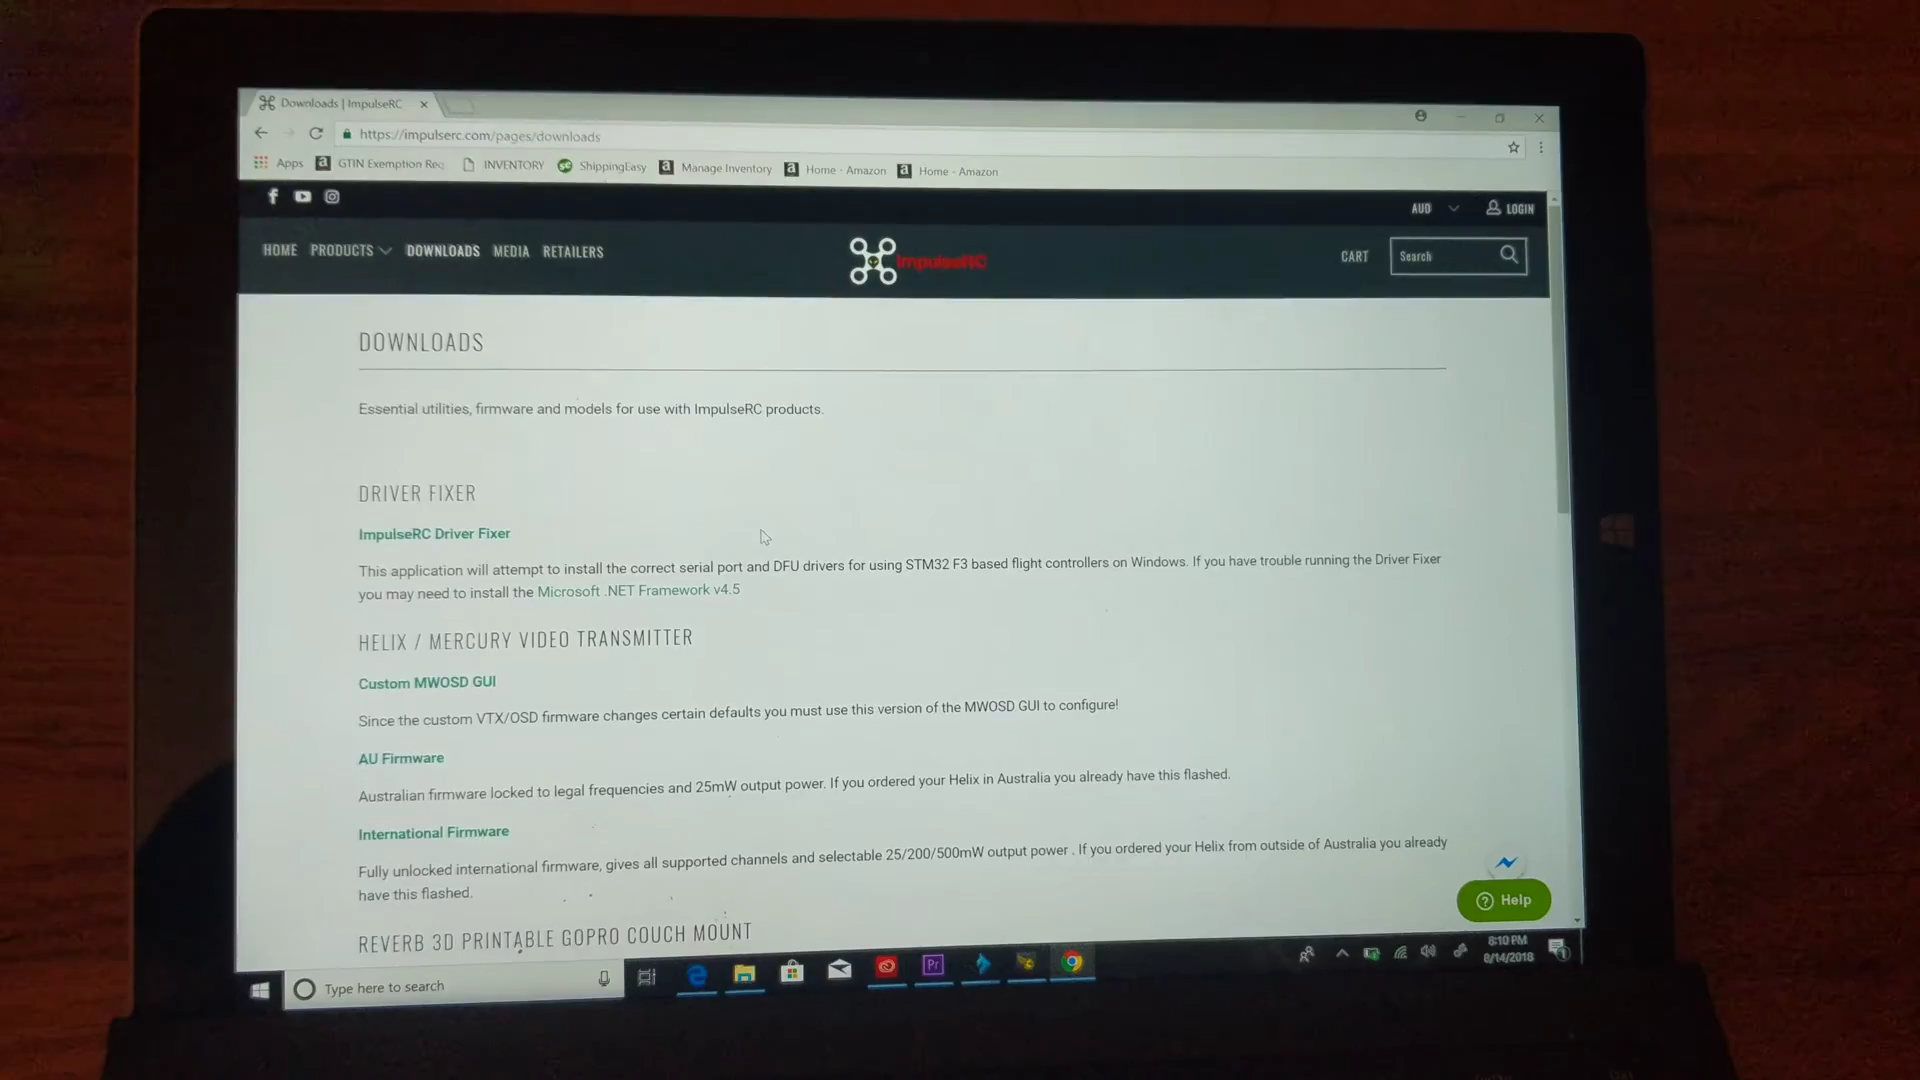 Downloads | ImpulseRC
https://impulserc.com/pages/downloads
Apps GTIN Exemption Req INVENTORY ShippingEasy Manage Inventory Home - Amazon Home - Amazon
AUD LOGIN
HOME PRODUCTS DOWNLOADS MEDIA RETAILERS ImpulseRC CART Search
DOWNLOADS
Essential utilities, firmware and models for use with ImpulseRC products.
DRIVER FIXER
ImpulseRC Driver Fixer
This application will attempt to install the correct serial port and DFU drivers for using STM32 F3 based flight controllers on Windows. If you have trouble running the Driver Fixer
you may need to install the Microsoft .NET Framework v4.5
HELIX / MERCURY VIDEO TRANSMITTER
Custom MWOSD GUI
Since the custom VTX/OSD firmware changes certain defaults you must use this version of the MWOSD GUI to configure!
AU Firmware
Australian firmware locked to legal frequencies and 25mW output power. If you ordered your Helix in Australia you already have this flashed.
International Firmware
Fully unlocked international firmware, gives all supported channels and selectable 25/200/500mW output power . If you ordered your Helix from outside of Australia you already
have this flashed.
Help
REVERB 3D PRINTABLE GOPRO COUCH MOUNT
Type here to search
Pr
8:10 PM
8/14/2018
1